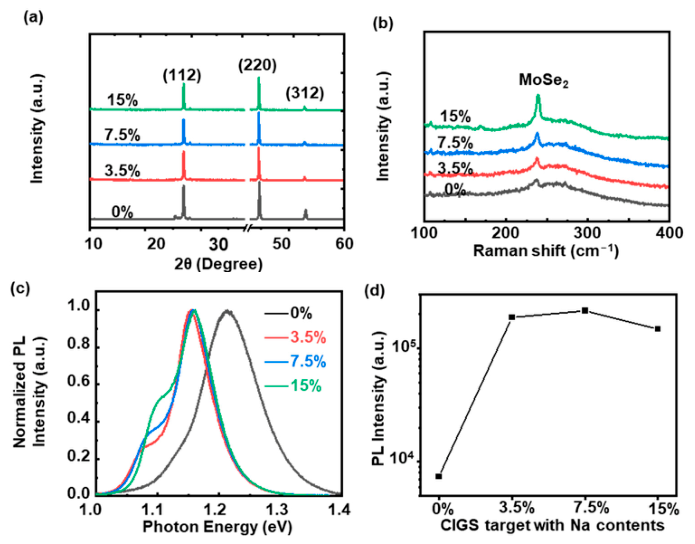 (a)
Intensity (a.u.)
(112)
(220)
(312)
15%
7.5%
3.5%
0%
10
20
30
50
60
2θ (Degree)
(b)
Intensity (a.u.)
MoSe₂
15%
7.5%
3.5%
0%
100
200
300
400
Raman shift (cm⁻¹)
(c)
Normalized PL
Intensity (a.u.)
1.0
0.8
0.6
0.4
0.2
0.0
0%
3.5%
7.5%
15%
1.0
1.1
1.2
1.3
1.4
Photon Energy (eV)
(d)
PL Intensity (a.u.)
10⁵
10⁴
0%
3.5%
7.5%
15%
CIGS target with Na contents